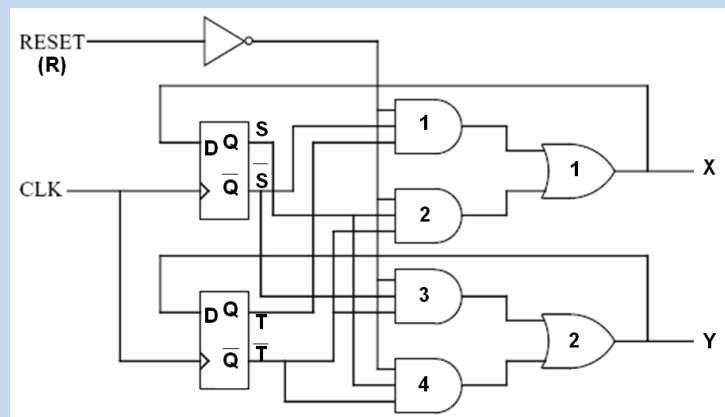 RESET
(R)
1
D Q S
X
1
Q̅ S̅
CLK
2
3
D Q T
Y
2
Q̅ T̅
4